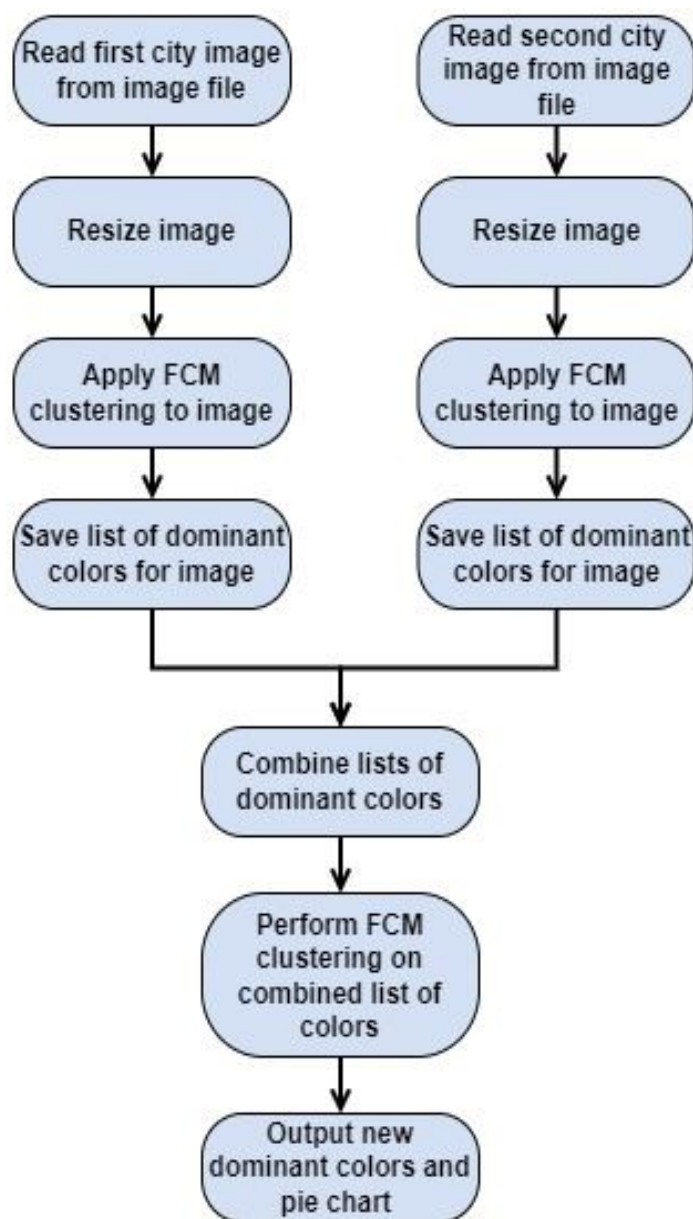 Read first city image
from image file
Read second city
image from image
file
Resize image
Resize image
Apply FCM
clustering to image
Apply FCM
clustering to image
Save list of dominant
colors for image
Save list of dominant
colors for image
Combine lists of
dominant colors
Perform FCM
clustering on
combined list of
colors
Output new
dominant colors and
pie chart